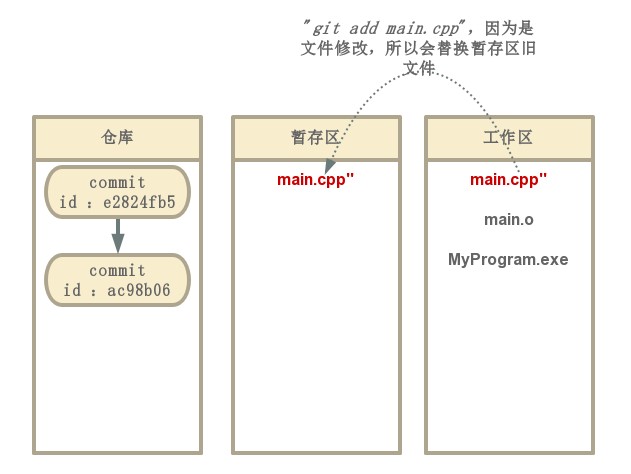 "git add main.cpp", 因为是
文件修改，所以会替换暂存区旧
文件
仓库
暂存区
工作区
commit
id ：e2824fb5
commit
id ：ac98b06
main.cpp"
main.cpp"
main.o
MyProgram.exe